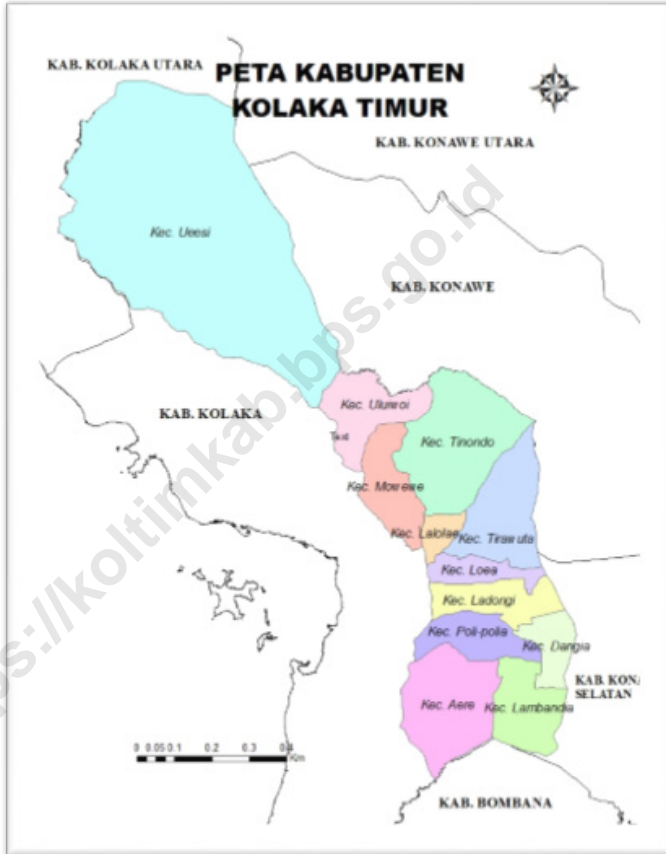 KAB. KOLAKA UTARA
PETA KABUPATEN
KOLAKA TIMUR
KAB. KONAWE UTARA
Kec. Ueesi
KAB. KONAWE
KAB. KOLAKA
Kec. Uluiwoi
Text
Kec. Tinondo
Kec. Mowewe
Kec. Lalolae
Kec. Tirawuta
Kec. Loea
Kec. Ladongi
Kec. Poli-polia
Kec. Dangia
KAB. KON
SELATAN
Kec. Aere
Kec. Lambandia
0 0.05 0.1 0.2 0.3 0.4
Km
KAB. BOMBANA
ps://koltimkab.bps.go.id